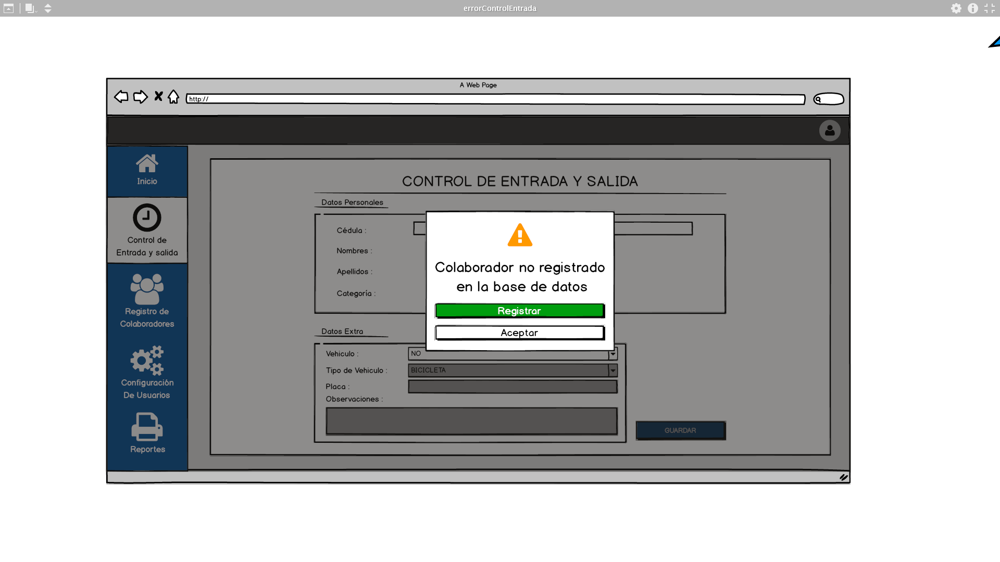 errorControlEntrada
A Web Page
http://
Inicio
Control de
Entrada y salida
Registro de
Colaboradores
Configuración
De Usuarios
Reportes
CONTROL DE ENTRADA Y SALIDA
Datos Personales
Cédula :
Nombres :
Apellidos :
Categoría :
Colaborador no registrado
en la base de datos
Registrar
Aceptar
Datos Extra
Vehiculo :
NO
Tipo de Vehiculo :
BICICLETA
Placa :
Observaciones :
GUARDAR